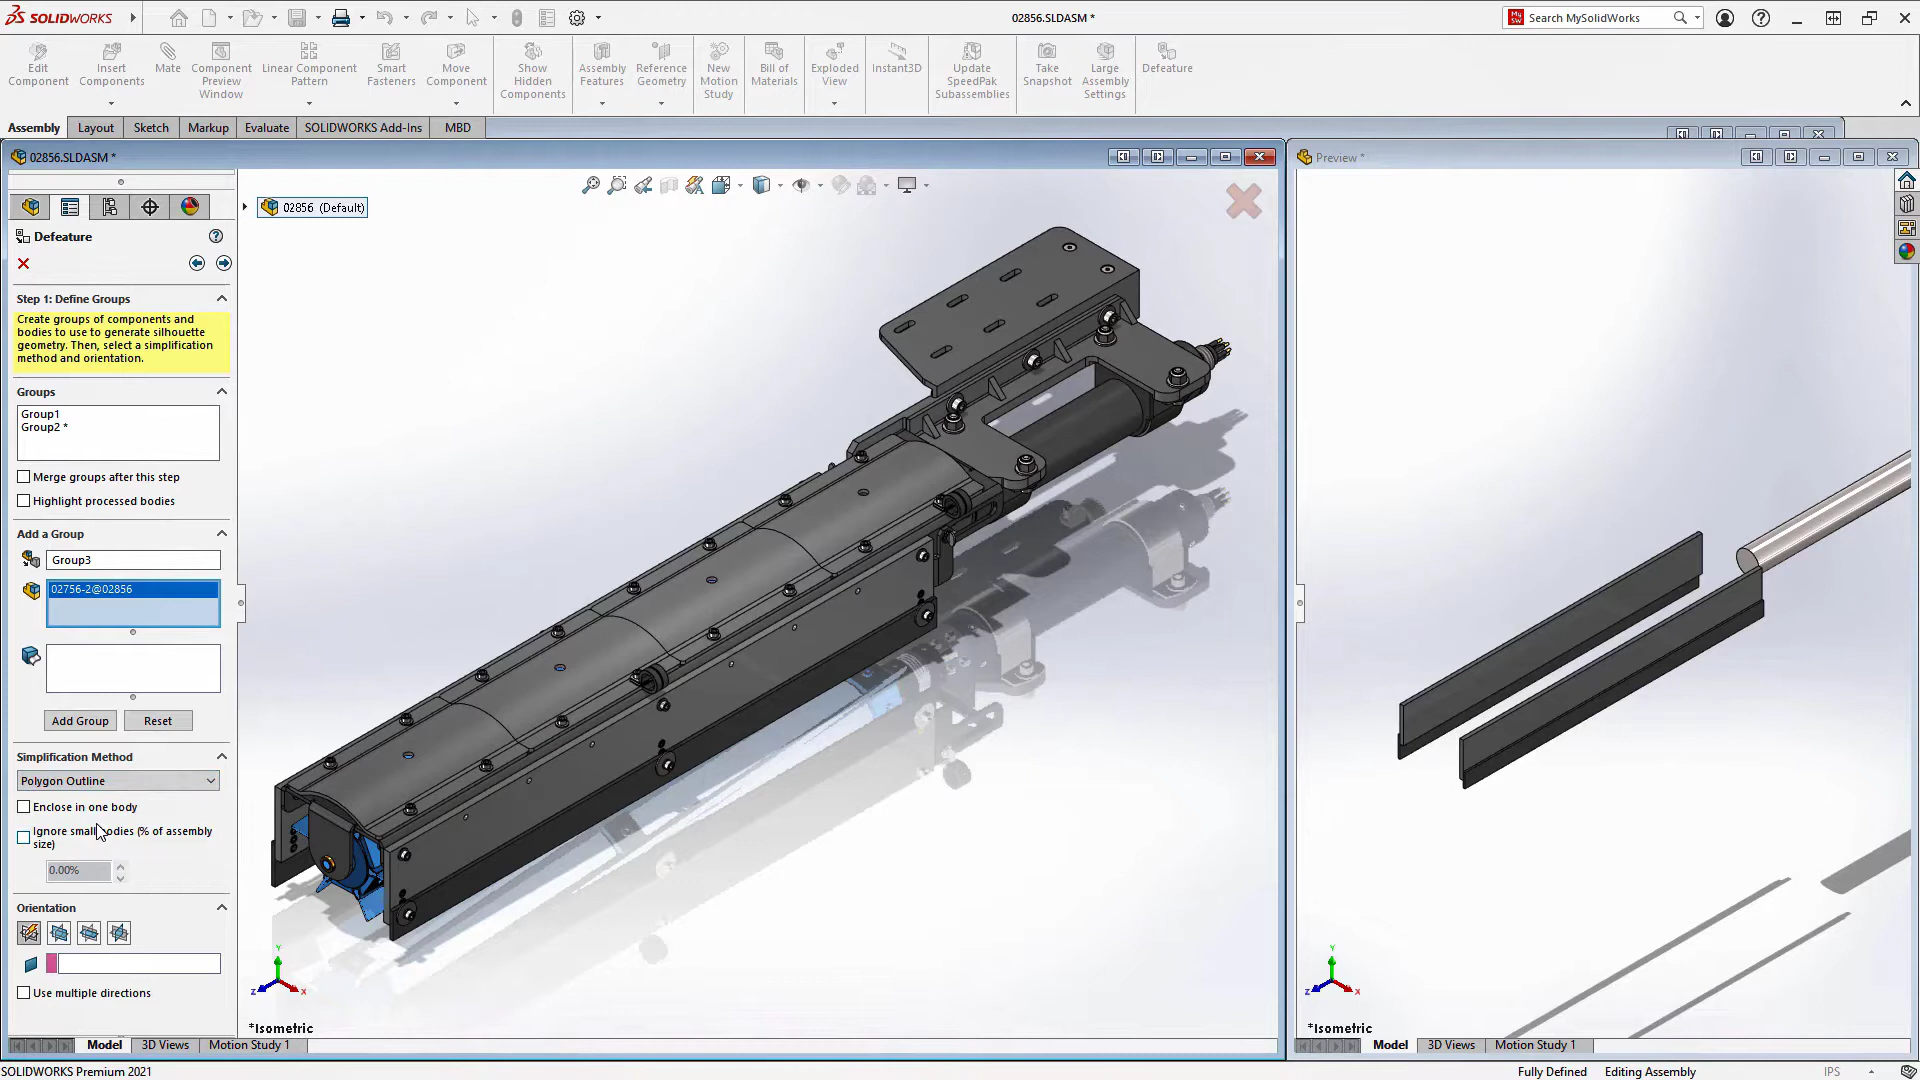 SOLIDWORKS
02856.SLDASM *
Search MySolidWorks
Edit
Component
Insert
Components
Mate
Component
Preview
Window
Linear Component
Pattern
Smart
Fasteners
Move
Component
Show
Hidden
Components
Assembly
Features
Reference
Geometry
New
Motion
Study
Bill of
Materials
Exploded
View
Instant3D
Update
SpeedPak
Subassemblies
Take
Snapshot
Large
Assembly
Settings
Defeature
Assembly Layout Sketch Markup Evaluate SOLIDWORKS Add-Ins MBD
02856.SLDASM *
Preview *
02856 (Default)
Defeature
Step 1: Define Groups
Create groups of components and
bodies to use to generate silhouette
geometry. Then, select a simplification
method and orientation.
Groups
Group1
Group2 *
Merge groups after this step
Highlight processed bodies
Add a Group
Group3
02756-2@02856
Add Group Reset
Simplification Method
Polygon Outline
Enclose in one body
Ignore small bodies (% of assembly
size)
0.00%
Orientation
Use multiple directions
Y
Z
X
*Isometric
Y
Z
X
*Isometric
Model 3D Views Motion Study 1
Model 3D Views Motion Study 1
SOLIDWORKS Premium 2021
Fully Defined Editing Assembly IPS